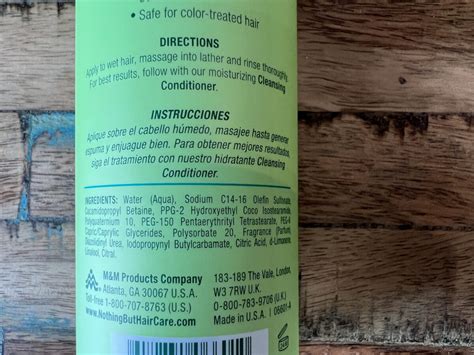 • Safe for color-treated hair
DIRECTIONS
Apply to wet hair, massage into lather and rinse thoroughly.
For best results, follow with our moisturizing Cleansing
Conditioner.
INSTRUCCIONES
Aplique sobre el cabello húmedo, masajee hasta generar
espuma y enjuague bien. Para obtener mejores resultados,
siga el tratamiento con nuestro hidratante Cleansing
Conditioner.
INGREDIENTS: Water (Aqua), Sodium C14-16 Olefin Sulfonate,
Cocamidopropyl Betaine, PPG-2 Hydroxyethyl Coco Isostearamide,
Polyquaternium 10, PEG-150 Pentaerythrityl Tetrastearate, PEG-6
Capric/Caprylic Glycerides, Polysorbate 20, Fragrance (Parfum),
Diazolidinyl Urea, Iodopropynyl Butylcarbamate, Citric Acid, d-Limonene,
Linalool, Citral.
M&M Products Company
Atlanta, GA 30067 U.S.A.
Toll-free 1-800-707-8763 (U.S.)
www.NothingButHairCare.com
183-189 The Vale, London,
W3 7RW U.K.
0-800-783-9706 (U.K.)
Made in U.S.A. | 06601-A